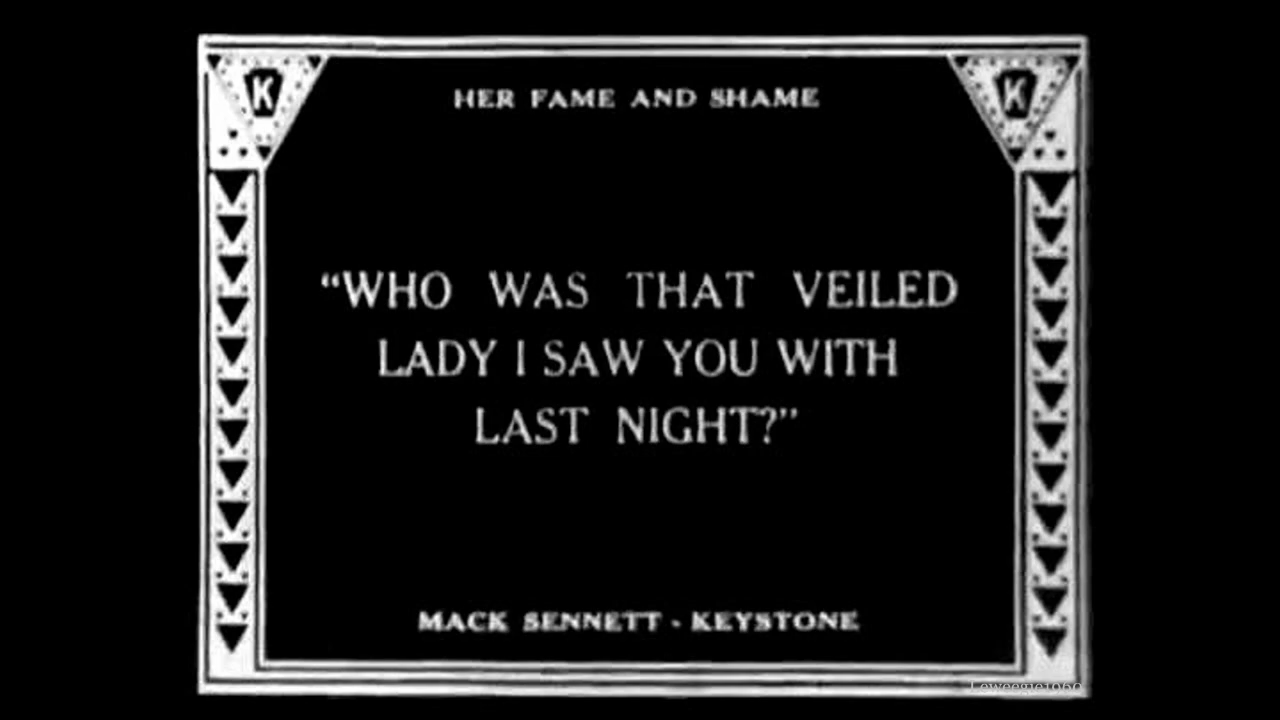 K K
HER FAME AND SHAME
“WHO WAS THAT VEILED
LADY I SAW YOU WITH
LAST NIGHT?”
MACK SENNETT - KEYSTONE